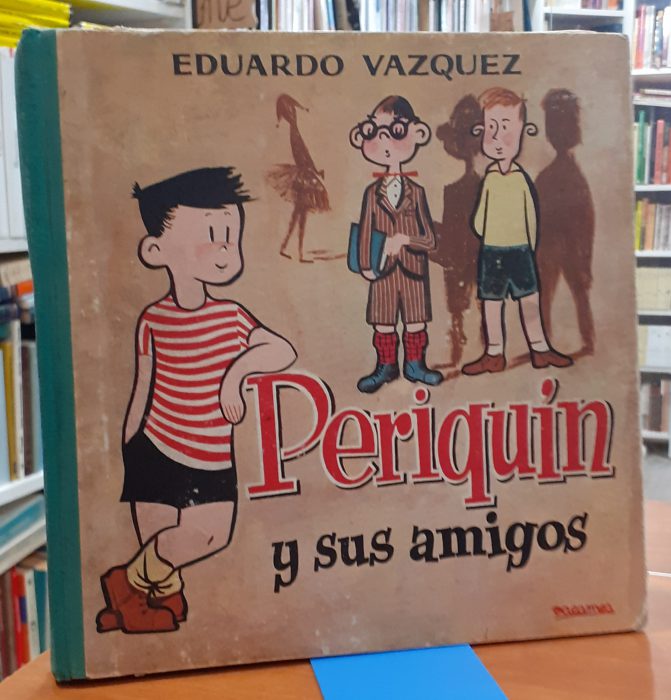 EDUARDO VAZQUEZ
Periquín
y sus amigos